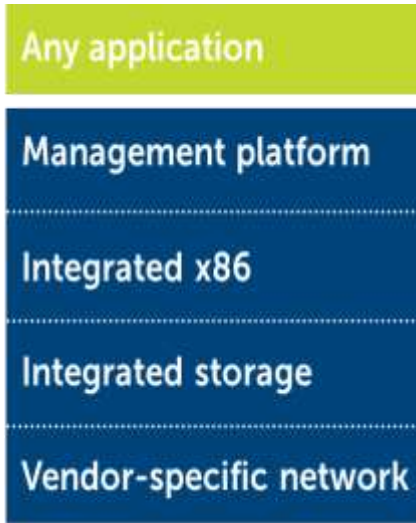 Any application
Management platform
Integrated x86
Integrated storage
Vendor-specific network